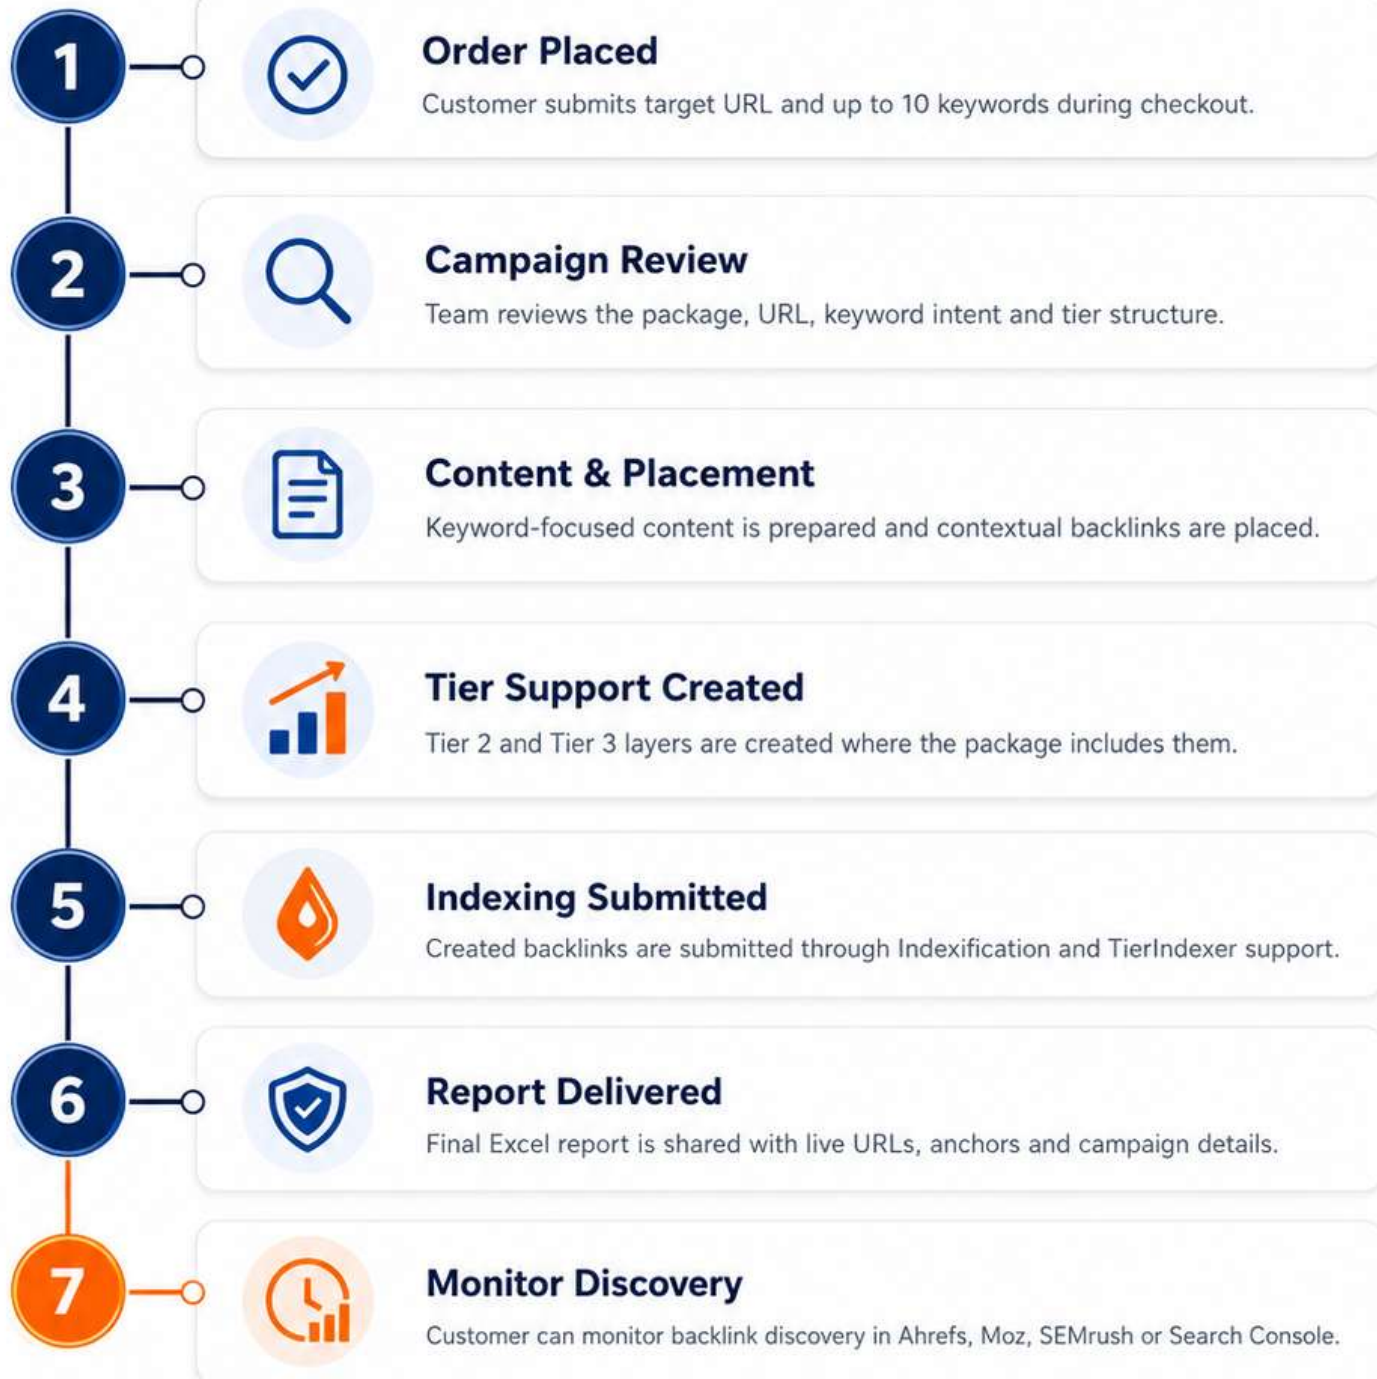 1
Order Placed
Customer submits target URL and up to 10 keywords during checkout.
2
Campaign Review
Team reviews the package, URL, keyword intent and tier structure.
3
Content & Placement
Keyword-focused content is prepared and contextual backlinks are placed.
4
Tier Support Created
Tier 2 and Tier 3 layers are created where the package includes them.
5
Indexing Submitted
Created backlinks are submitted through Indexification and TierIndexer support.
6
Report Delivered
Final Excel report is shared with live URLs, anchors and campaign details.
7
Monitor Discovery
Customer can monitor backlink discovery in Ahrefs, Moz, SEMrush or Search Console.